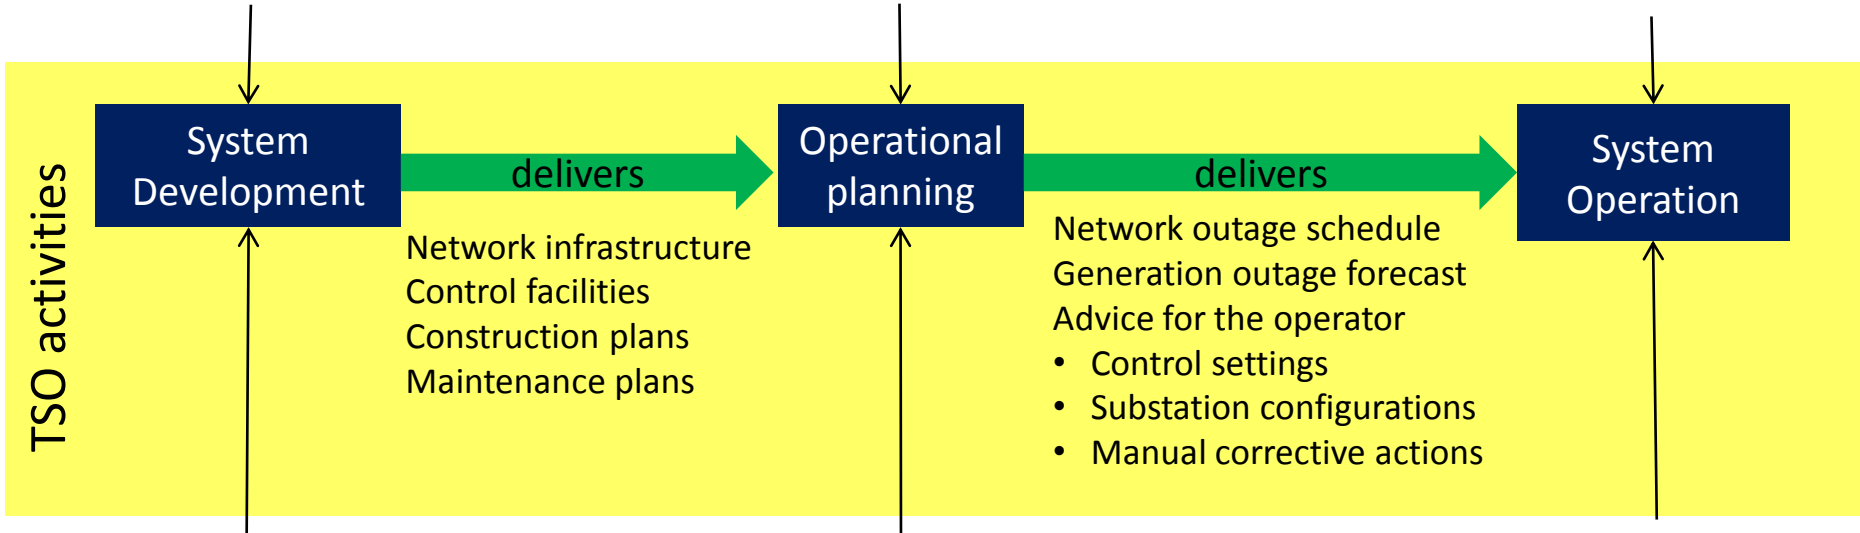 TSO activities
System
Development
delivers
Network infrastructure
Control facilities
Construction plans
Maintenance plans
Operational
planning
delivers
Network outage schedule
Generation outage forecast
Advice for the operator
• Control settings
• Substation configurations
• Manual corrective actions
System
Operation